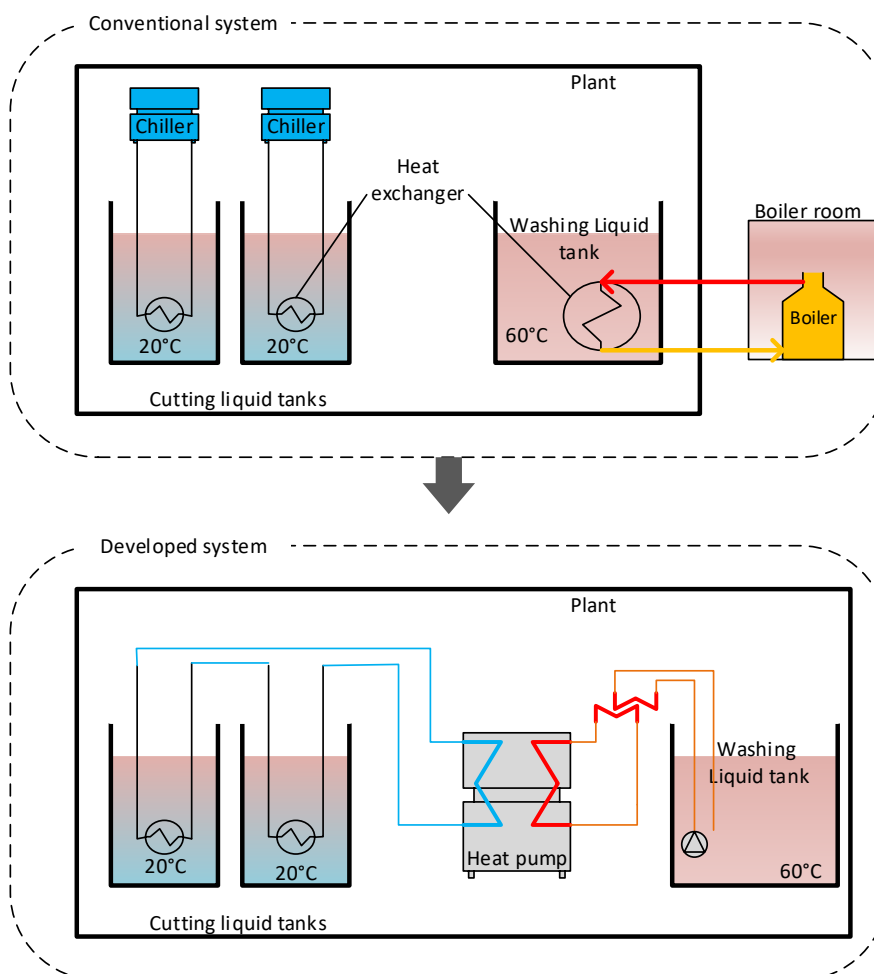 Conventional system
Plant
Chiller
Chiller
Heat
exchanger
Washing Liquid
tank
Boiler room
Boiler
60°C
20°C
20°C
Cutting liquid tanks
Developed system
Plant
Washing
Liquid tank
Heat pump
20°C
20°C
60°C
Cutting liquid tanks